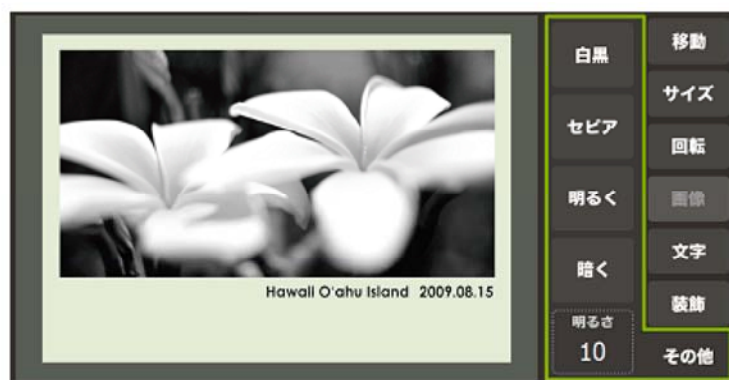 Hawaii O'ahu Island 2009.08.15
白黒
セピア
明るく
暗く
明るさ
10
移動
サイズ
回転
画像
文字
装飾
その他